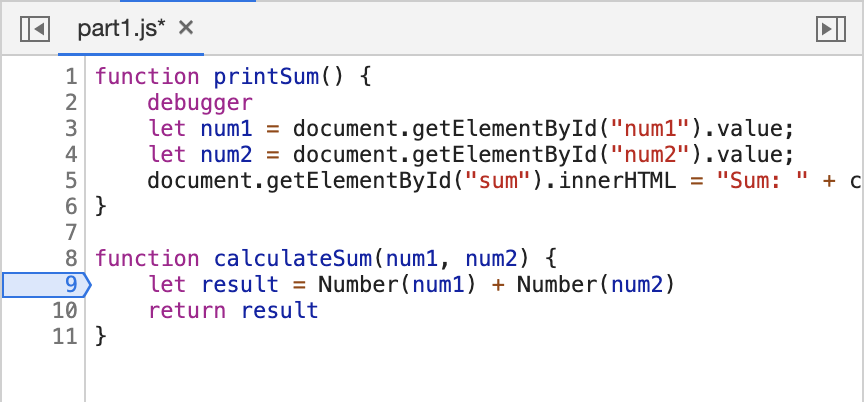 part1.js* ×
1 function printSum() {
2     debugger
3     let num1 = document.getElementById("num1").value;
4     let num2 = document.getElementById("num2").value;
5     document.getElementById("sum").innerHTML = "Sum: " + c
6 }
7
8 function calculateSum(num1, num2) {
9     let result = Number(num1) + Number(num2)
10     return result
11 }